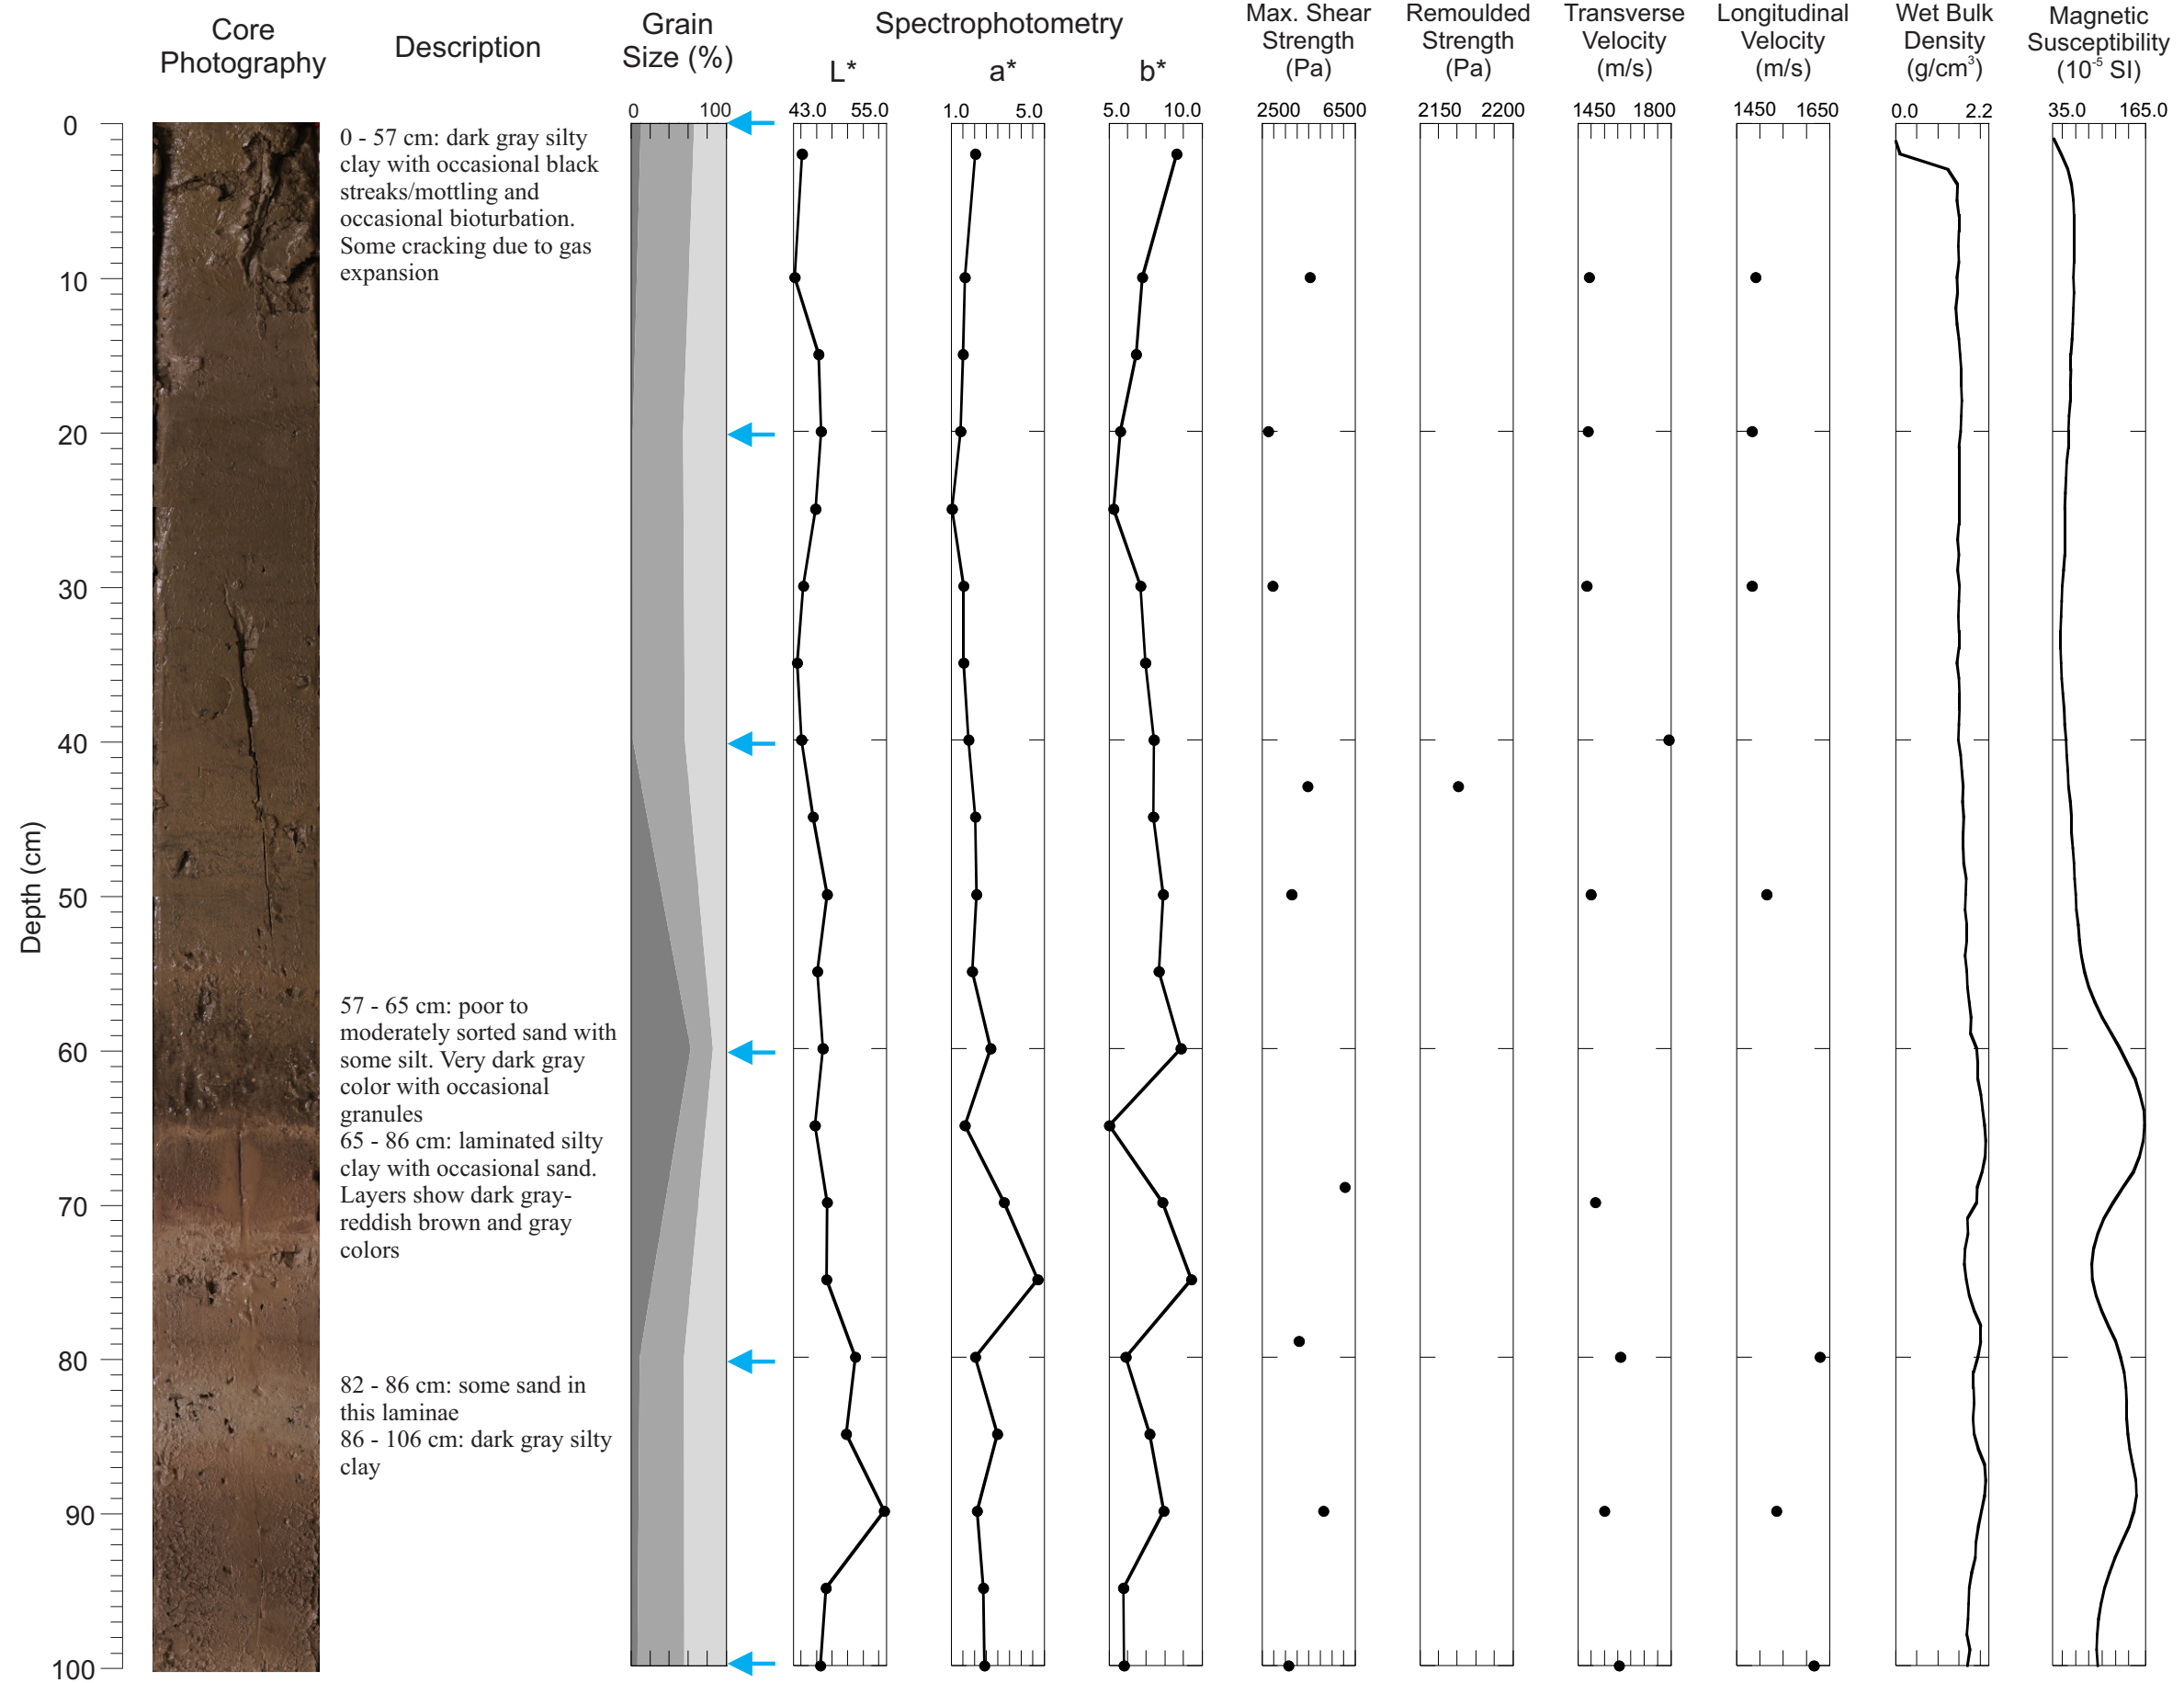 Core
Photography
Description
Grain
Size (%)
Spectrophotometry
L*
a*
b*
Max. Shear
Strength
(Pa)
Remoulded
Strength
(Pa)
Transverse
Velocity
(m/s)
Longitudinal
Velocity
(m/s)
Wet Bulk
Density
(g/cm³)
Magnetic
Susceptibility
(10⁻⁵ SI)
0 100
43.0 55.0
1.0 5.0
5.0 10.0
2500 6500
2150 2200
1450 1800
1450 1650
0.0 2.2
35.0 165.0
Depth (cm)
0
10
20
30
40
50
60
70
80
90
100
0 - 57 cm: dark gray silty
clay with occasional black
streaks/mottling and
occasional bioturbation.
Some cracking due to gas
expansion
57 - 65 cm: poor to
moderately sorted sand with
some silt. Very dark gray
color with occasional
granules
65 - 86 cm: laminated silty
clay with occasional sand.
Layers show dark gray-
reddish brown and gray
colors
82 - 86 cm: some sand in
this laminae
86 - 106 cm: dark gray silty
clay